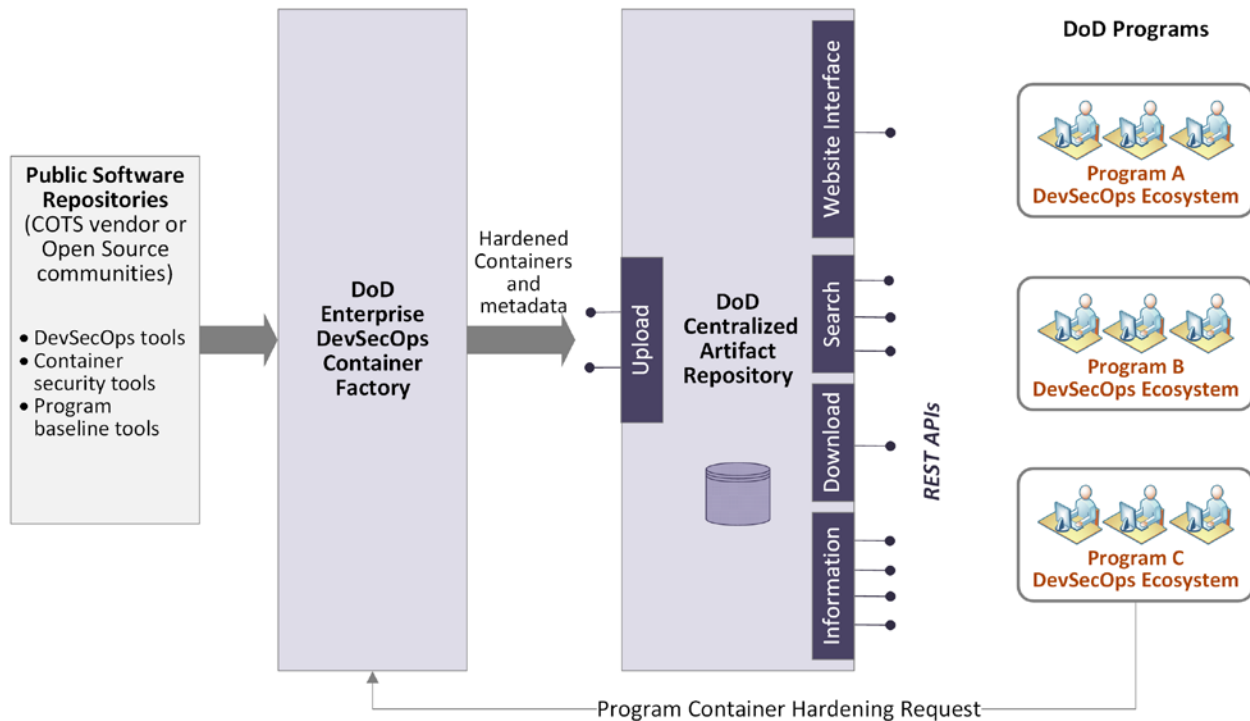 Public Software
Repositories
(COTS vendor or
Open Source
communities)
• DevSecOps tools
• Container
security tools
• Program
baseline tools
DoD
Enterprise
DevSecOps
Container
Factory
Hardened
Containers
and
metadata
Upload
DoD
Centralized
Artifact
Repository
Website Interface
Search
Download
Information
REST APIs
DoD Programs
Program A
DevSecOps Ecosystem
Program B
DevSecOps Ecosystem
Program C
DevSecOps Ecosystem
Program Container Hardening Request